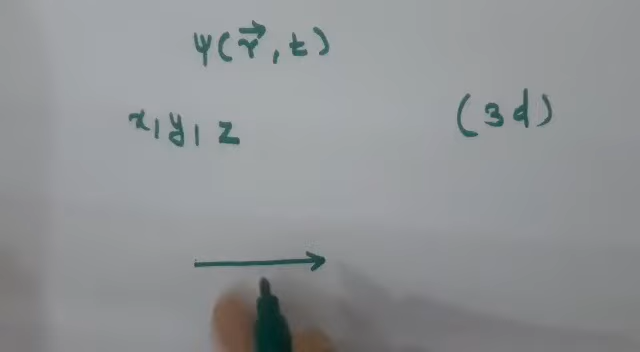 ψ(r⃗, t)
x, y, z
(3d)